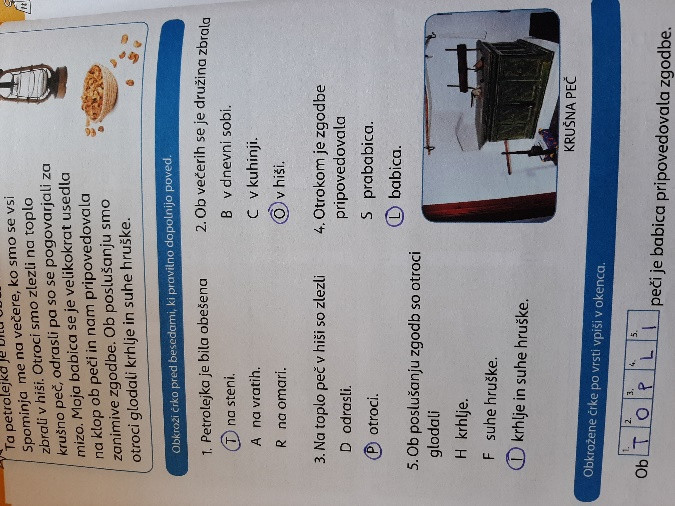 Ta petrolejka je bila
Spominja me na večere, ko smo se vsi
zbrali v hiši. Otroci smo zlezli na toplo
krušno peč, odrasli pa so se pogovarjali za
mizo. Moja babica se je velikokrat usedla
na klop ob peči in nam pripovedovala
zanimive zgodbe. Ob poslušanju smo
otroci glodali krhlje in suhe hruške.
Obkroži črko pred besedami, ki pravilno dopolnijo poved.
1. Petrolejka je bila obešena
T na steni.
A na vratih.
R na omari.
2. Ob večerih se je družina zbrala
B v dnevni sobi.
C v kuhinji.
O v hiši.
3. Na toplo peč v hiši so zlezli
D odrasli.
P otroci.
4. Otrokom je zgodbe
pripovedovala
S prababica.
L babica.
5. Ob poslušanju zgodb so otroci
glodali
H krhlje.
F suhe hruške.
I krhlje in suhe hruške.
KRUŠNA PEČ
Obkrožene črke po vrsti vpiši v okenca.
1. 2. 3. 4. 5.
Ob T O P L I peči je babica pripovedovala zgodbe.